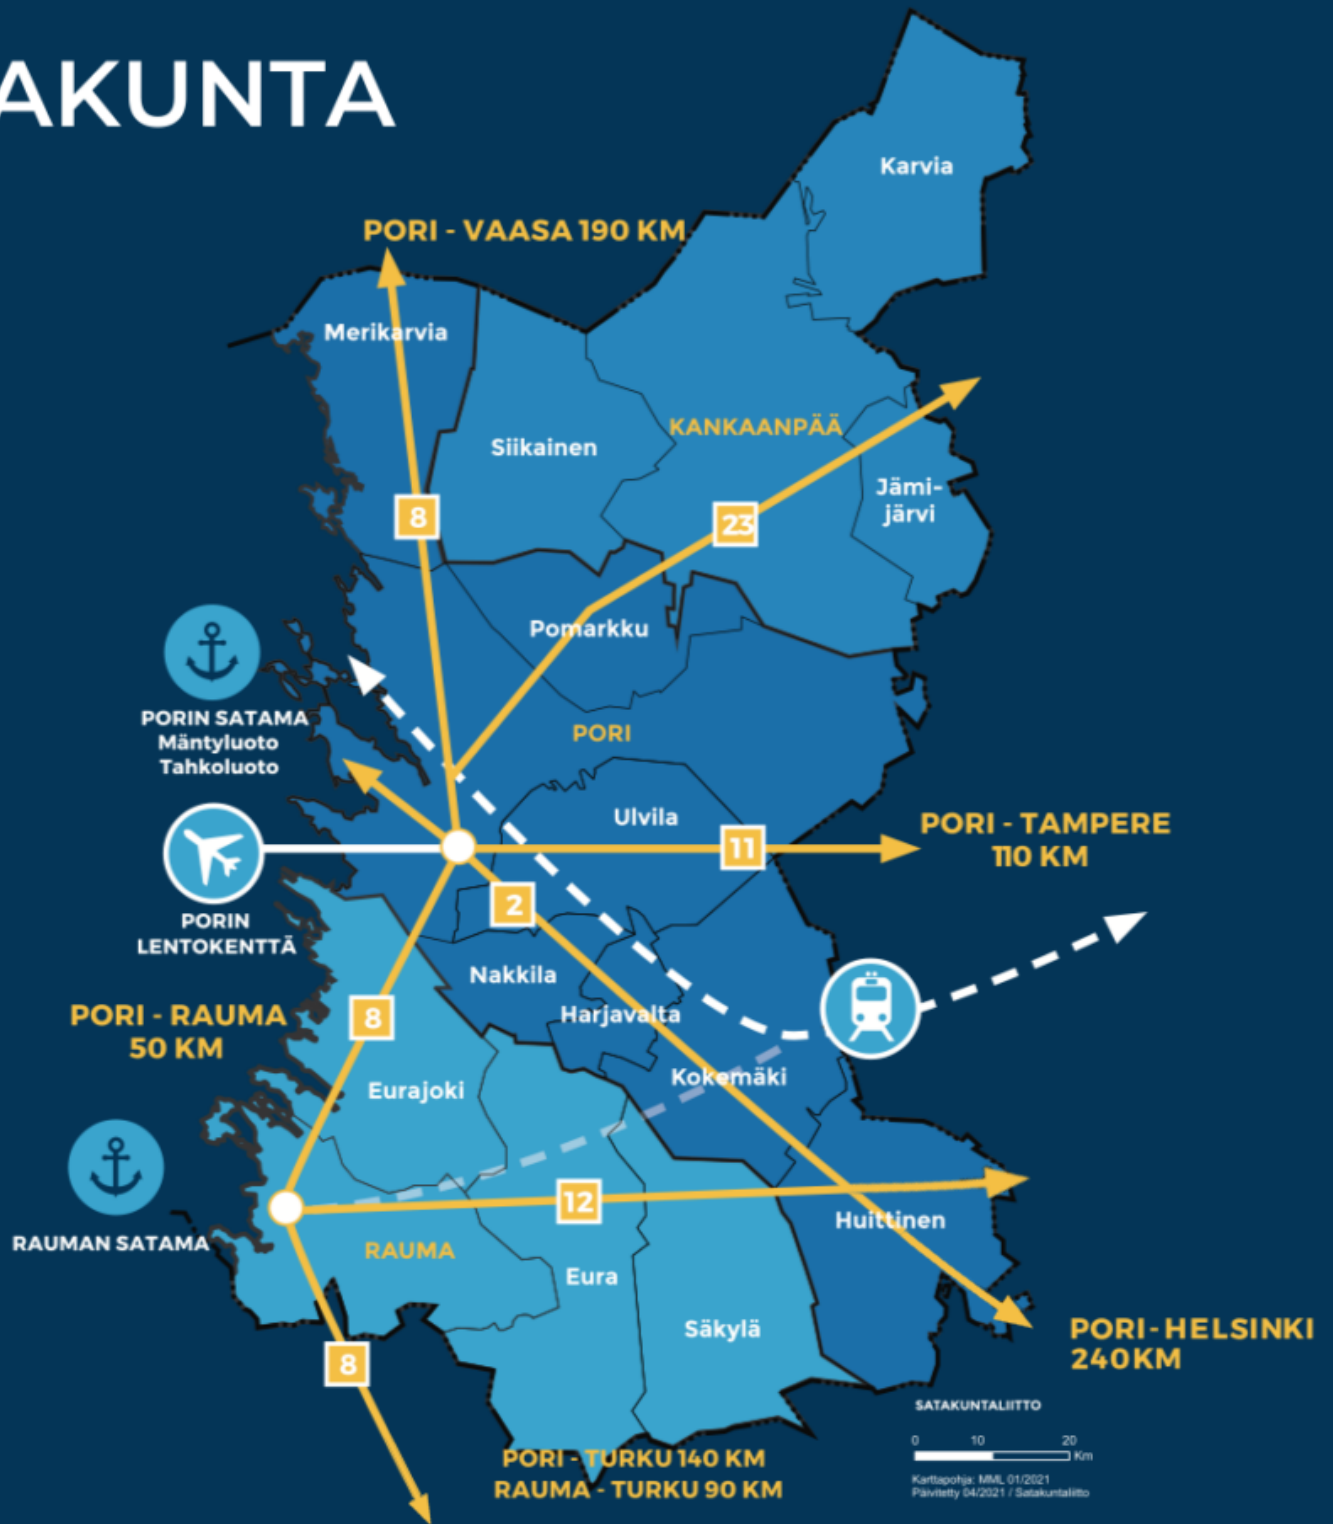 AKUNTA
Karvia
PORI - VAASA 190 KM
Merikarvia
KANKAANPÄÄ
Siikainen
Jämi-
järvi
8
23
Pomarkku
PORIN SATAMA
Mäntyluoto
Tahkoluoto
PORI
Ulvila
PORI - TAMPERE
110 KM
11
2
PORIN
LENTOKENTTÄ
Nakkila
Harjavalta
PORI - RAUMA
50 KM
8
Kokemäki
Eurajoki
12
Huittinen
RAUMAN SATAMA
RAUMA
Eura
Säkylä
PORI-HELSINKI
240KM
8
SATAKUNTALIITTO
0 10 20
Km
PORI - TURKU 140 KM
RAUMA - TURKU 90 KM
Karttapohja: MML 01/2021
Päivitetty 04/2021 / Satakuntaliitto